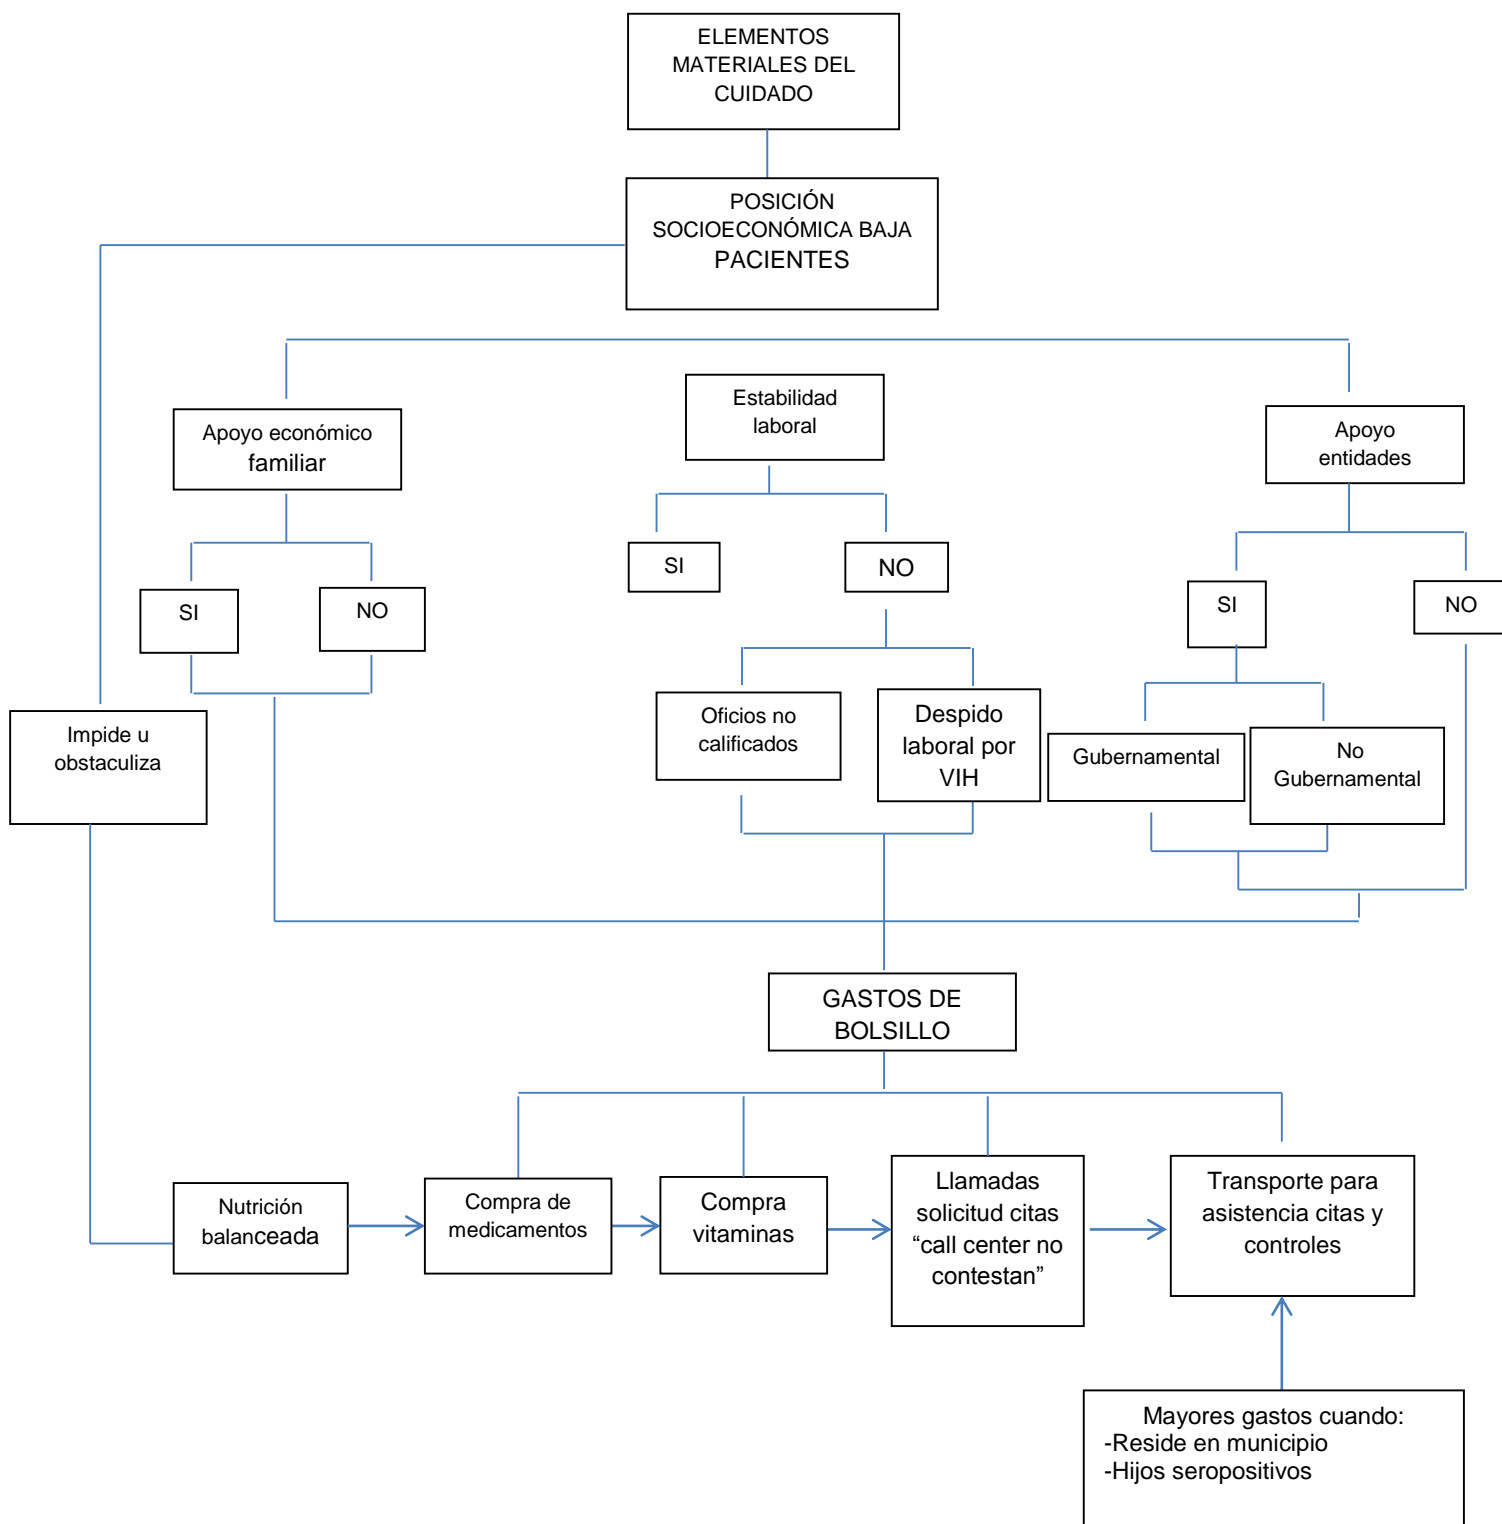 ELEMENTOS
MATERIALES DEL
CUIDADO
POSICIÓN
SOCIOECONÓMICA BAJA
PACIENTES
Apoyo económico
familiar
Estabilidad
laboral
Apoyo
entidades
SI
NO
SI
NO
SI
NO
Impide u
obstaculiza
Oficios no
calificados
Despido
laboral por
VIH
Gubernamental
No
Gubernamental
GASTOS DE
BOLSILLO
Nutrición
balanceada
Compra de
medicamentos
Compra
vitaminas
Llamadas
solicitud citas
“call center no
contestan”
Transporte para
asistencia citas y
controles
Mayores gastos cuando:
-Reside en municipio
-Hijos seropositivos